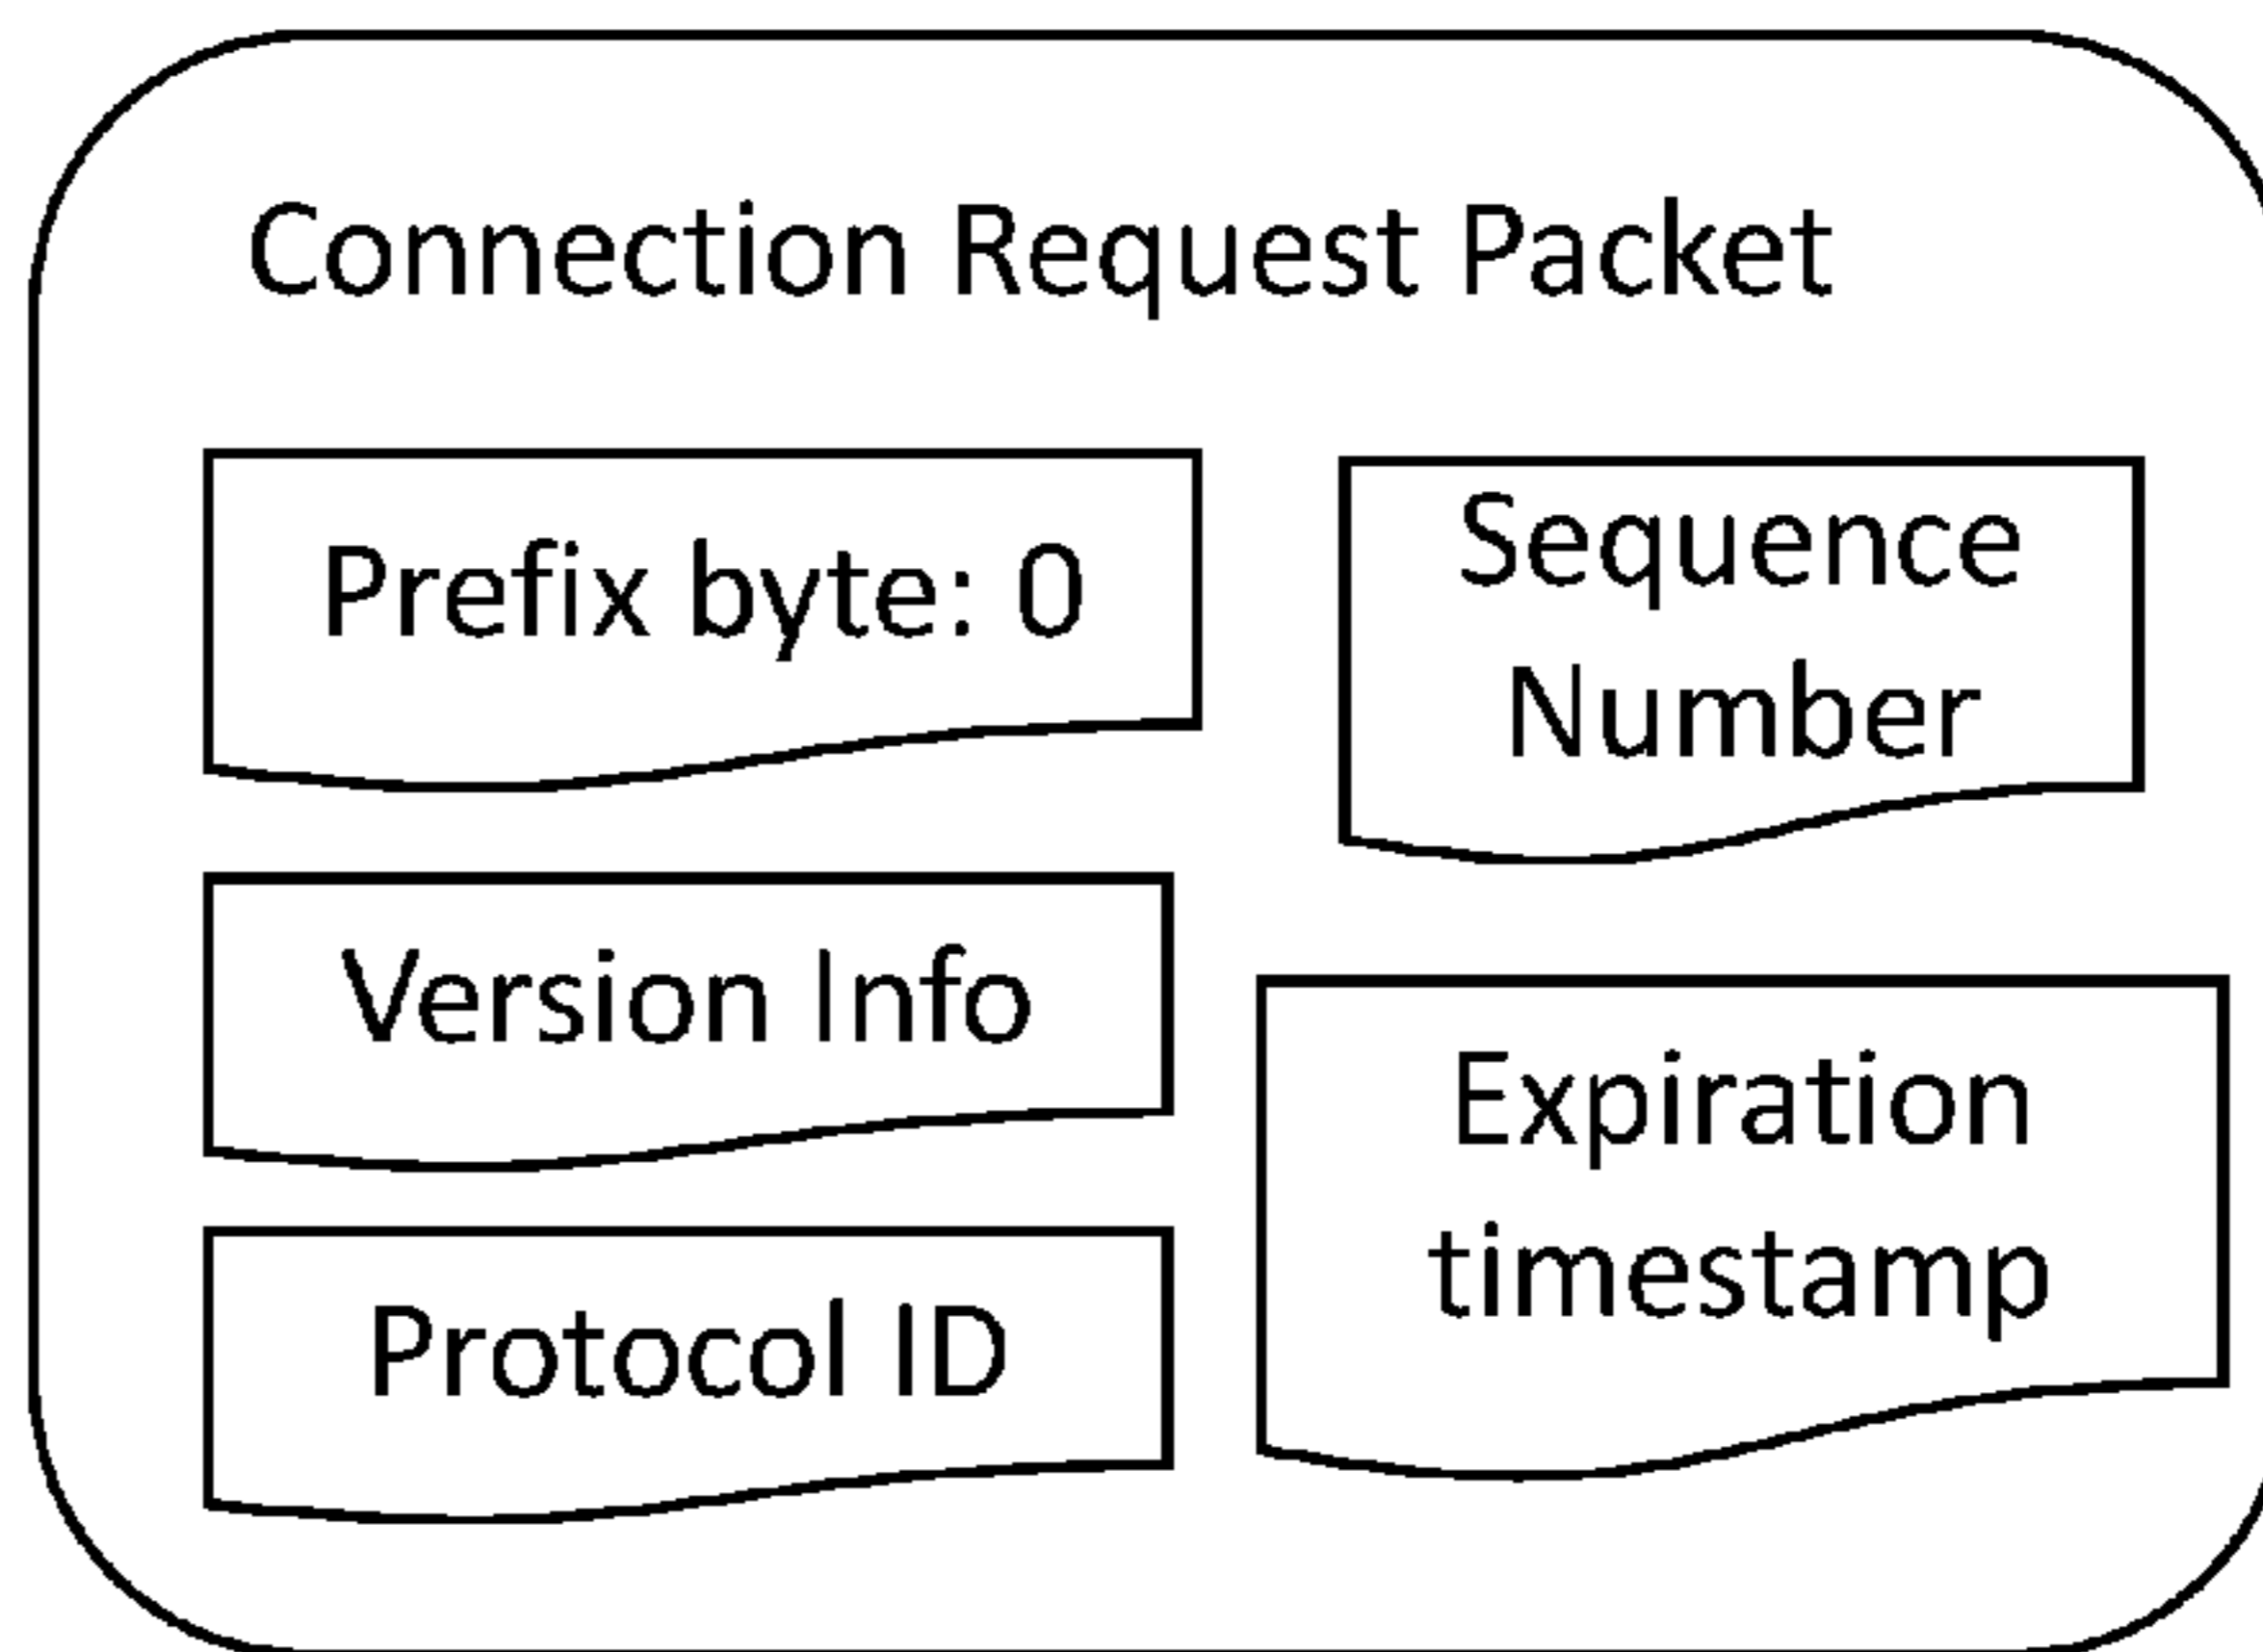 Connection Request Packet
Prefix byte: 0
Version Info
Protocol ID
Sequence
Number
Expiration
timestamp